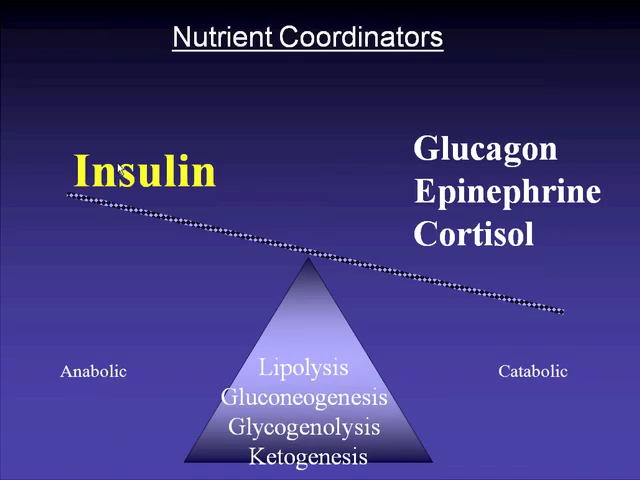 Nutrient Coordinators
Insulin
Glucagon
Epinephrine
Cortisol
Anabolic
Catabolic
Lipolysis
Gluconeogenesis
Glycogenolysis
Ketogenesis